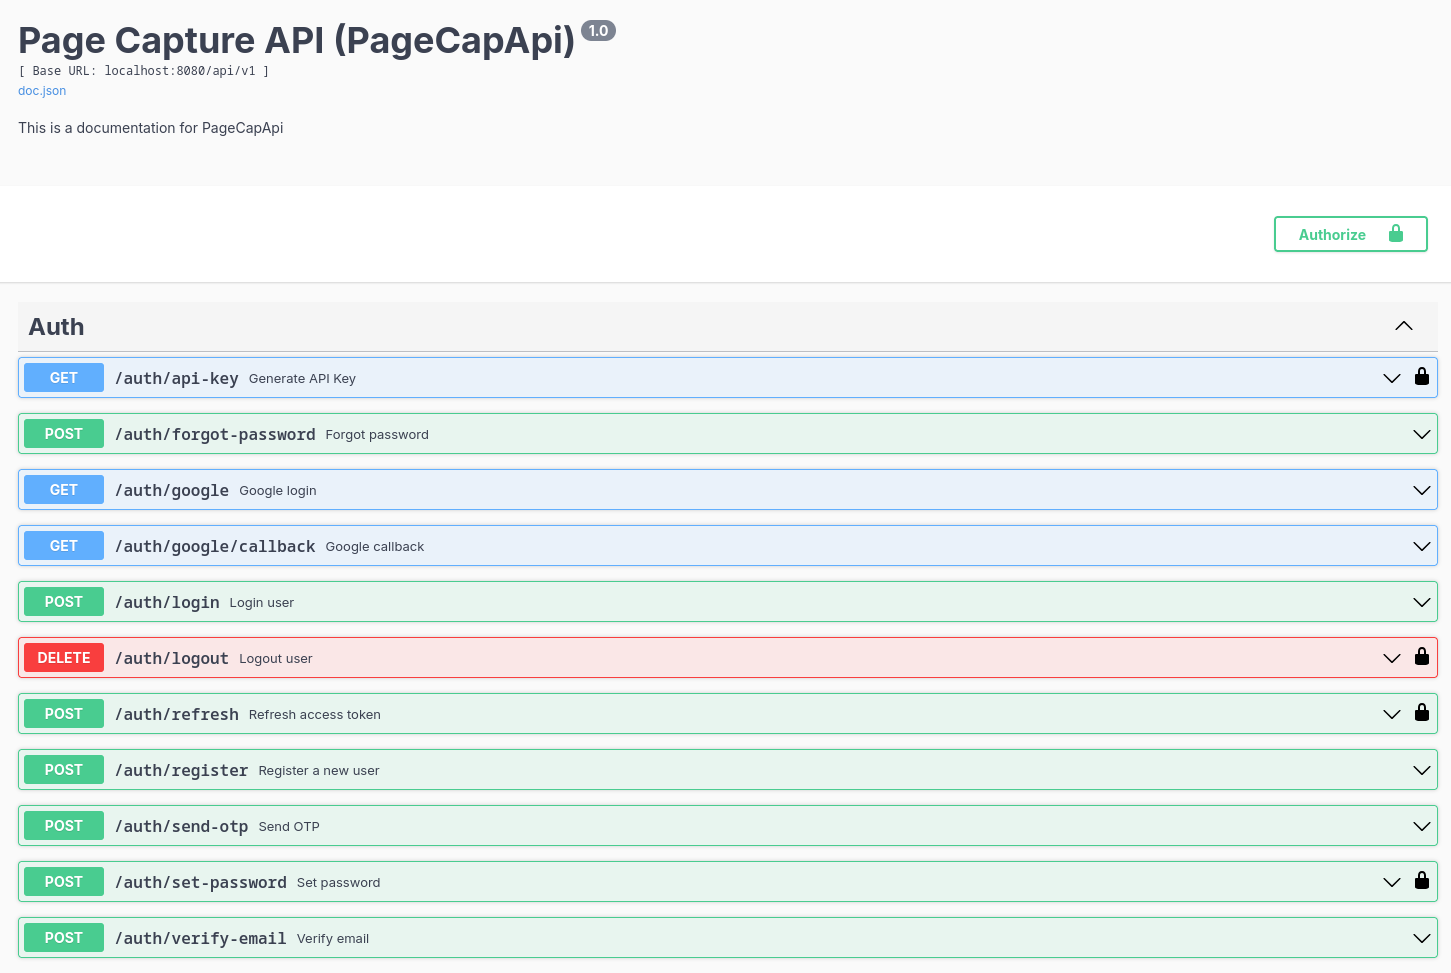 Page Capture API (PageCapApi) 1.0
[ Base URL: localhost:8080/api/v1 ]
doc.json
This is a documentation for PageCapApi
Authorize
Auth
GET /auth/api-key Generate API Key
POST /auth/forgot-password Forgot password
GET /auth/google Google login
GET /auth/google/callback Google callback
POST /auth/login Login user
DELETE /auth/logout Logout user
POST /auth/refresh Refresh access token
POST /auth/register Register a new user
POST /auth/send-otp Send OTP
POST /auth/set-password Set password
POST /auth/verify-email Verify email